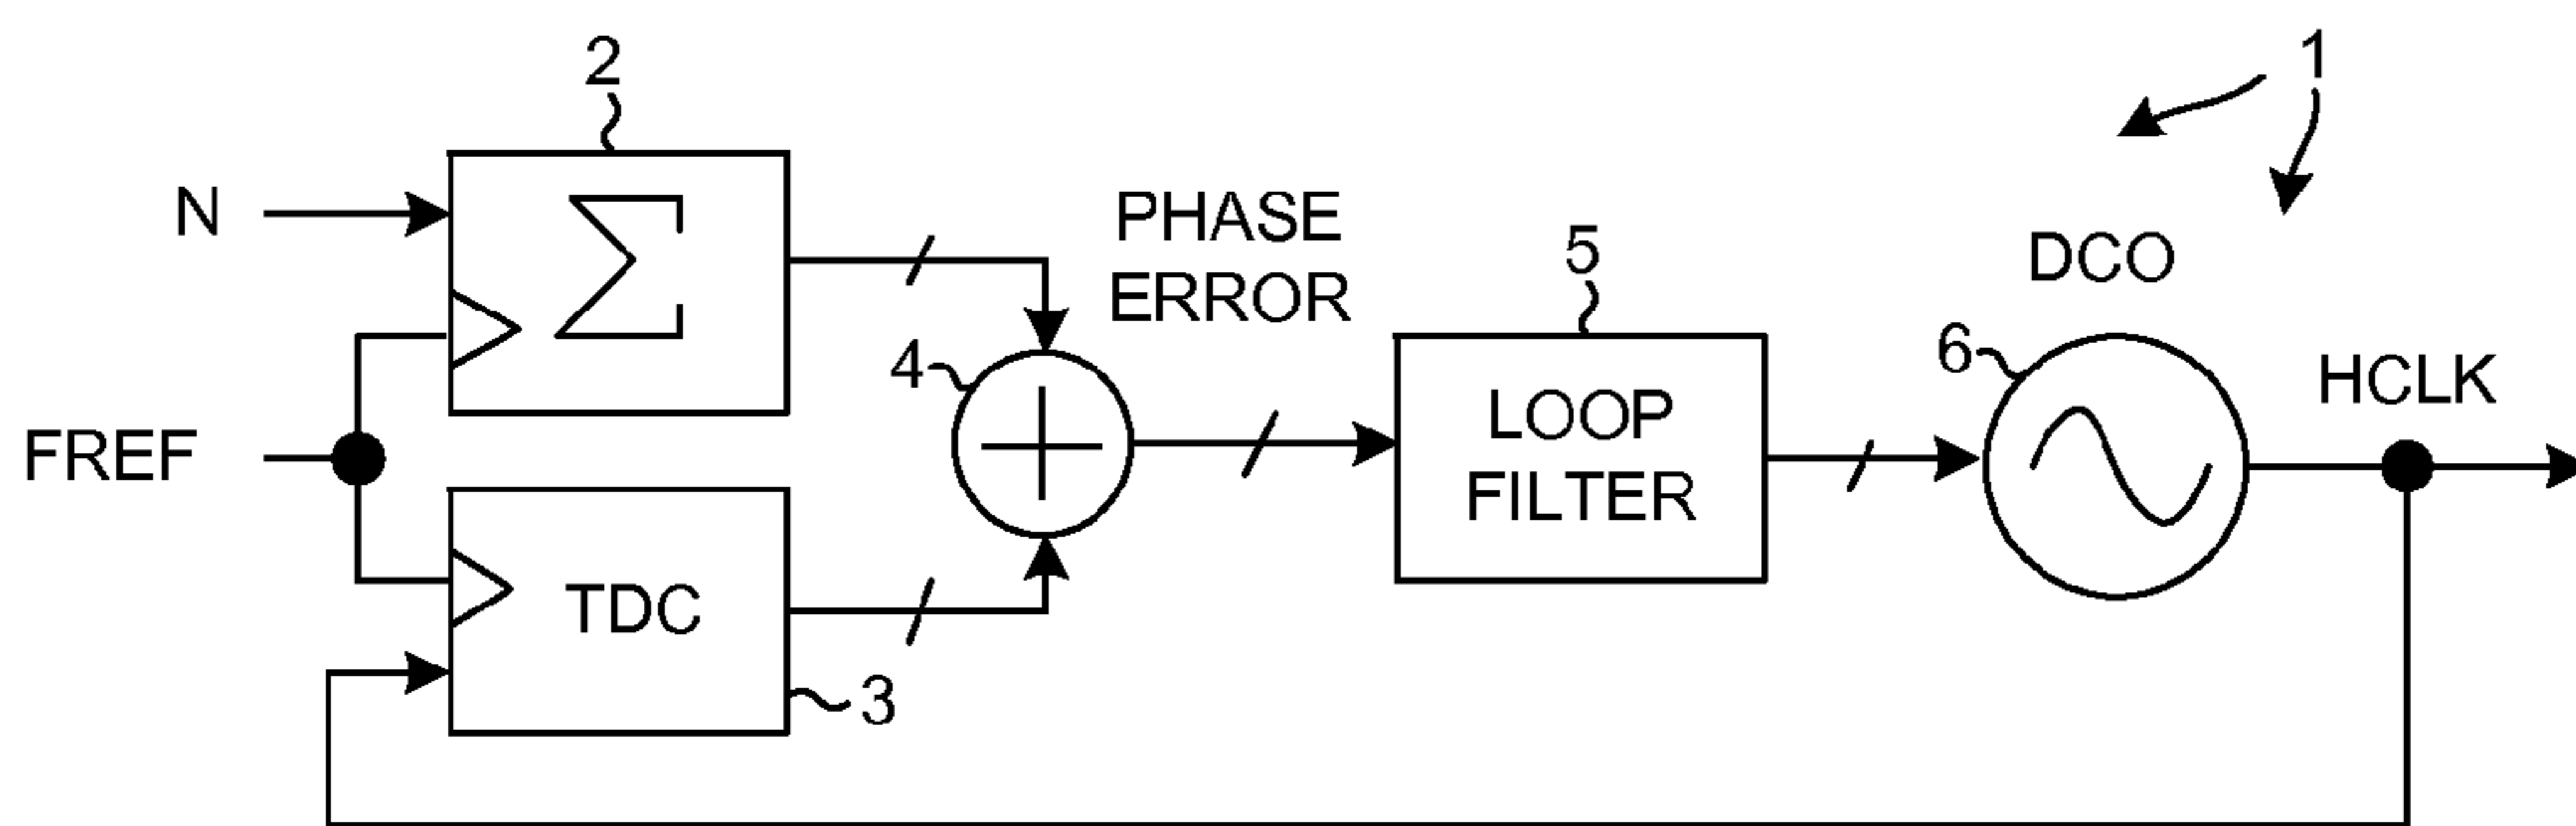 2
1
N
PHASE
ERROR
5
DCO
4
6
HCLK
FREF
LOOP
FILTER
TDC
3